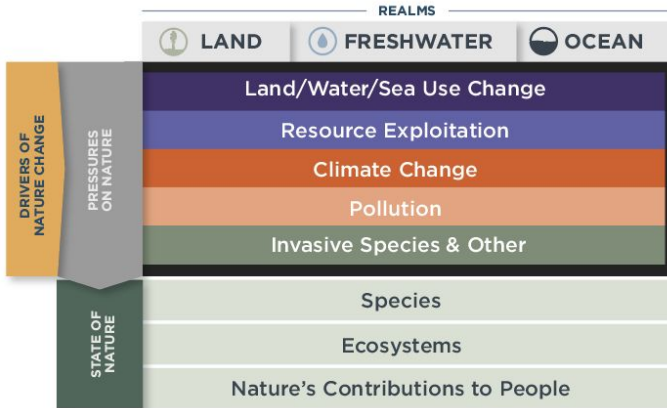 REALMS
LAND
FRESHWATER
OCEAN
DRIVERS OF
NATURE CHANGE
PRESSURES
ON NATURE
Land/Water/Sea Use Change
Resource Exploitation
Climate Change
Pollution
Invasive Species & Other
STATE OF
NATURE
Species
Ecosystems
Nature’s Contributions to People